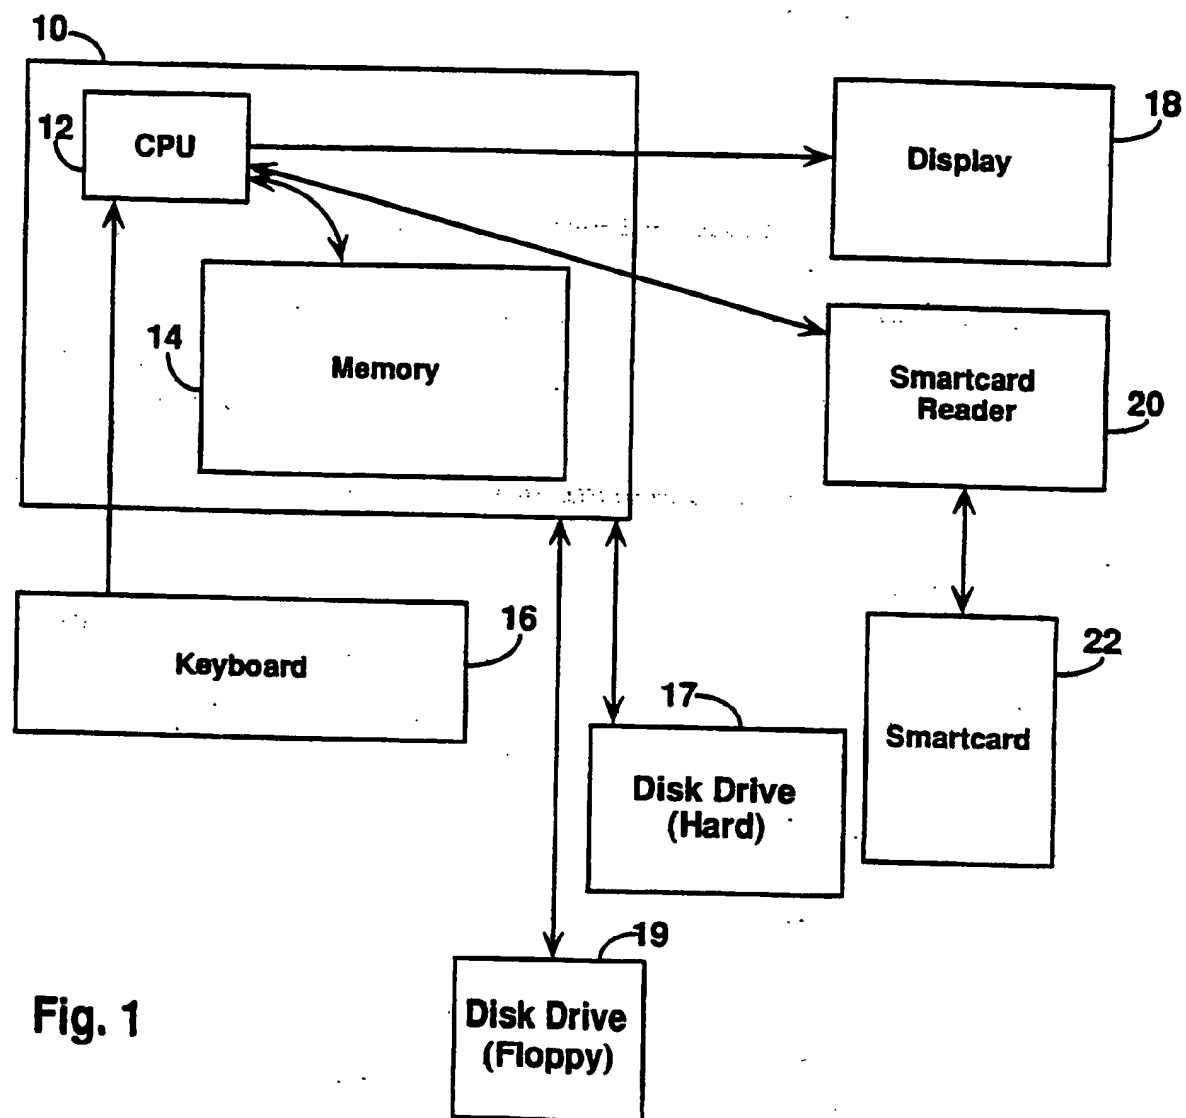 10
12
CPU
18
Display
14
Memory
Smartcard
Reader
20
16
Keyboard
22
Smartcard
17
Disk Drive
(Hard)
19
Disk Drive
(Floppy)
Fig. 1